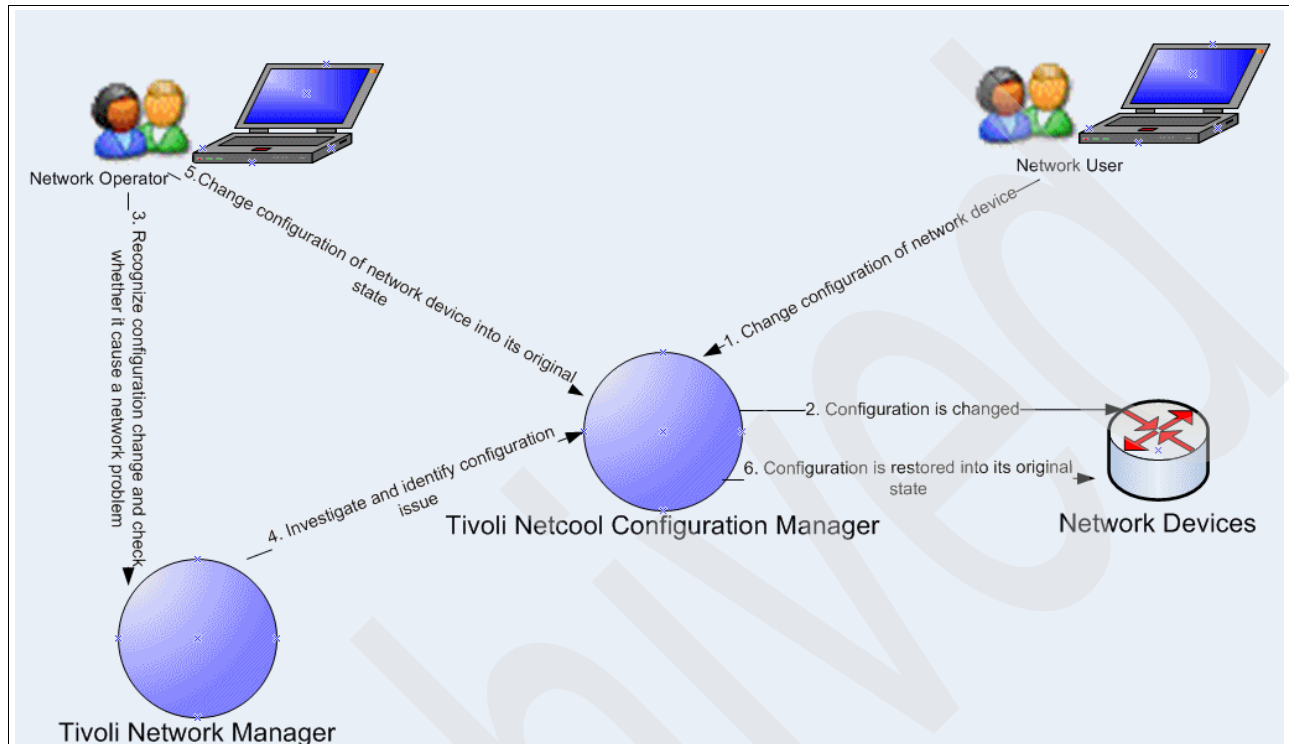 Network Operator
Network User
1. Change configuration of network device
2. Configuration is changed
3. Recognize configuration change and check
whether it cause a network problem
4. Investigate and identify configuration
issue
5.Change configuration of network device into its original
state
6. Configuration is restored into its original
state
Tivoli Netcool Configuration Manager
Network Devices
Tivoli Network Manager